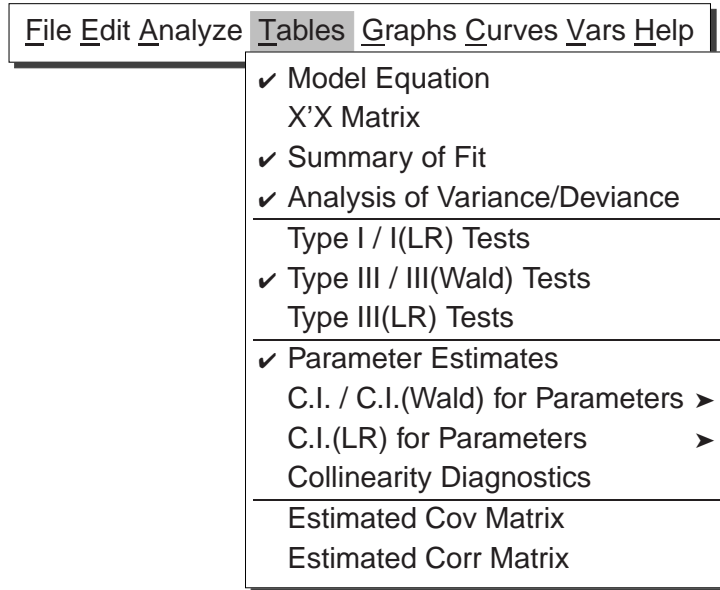 File Edit Analyze Tables Graphs Curves Vars Help
✔ Model Equation
X’X Matrix
✔ Summary of Fit
✔ Analysis of Variance/Deviance
Type I / I(LR) Tests
✔ Type III / III(Wald) Tests
Type III(LR) Tests
✔ Parameter Estimates
C.I. / C.I.(Wald) for Parameters ➤
C.I.(LR) for Parameters ➤
Collinearity Diagnostics
Estimated Cov Matrix
Estimated Corr Matrix